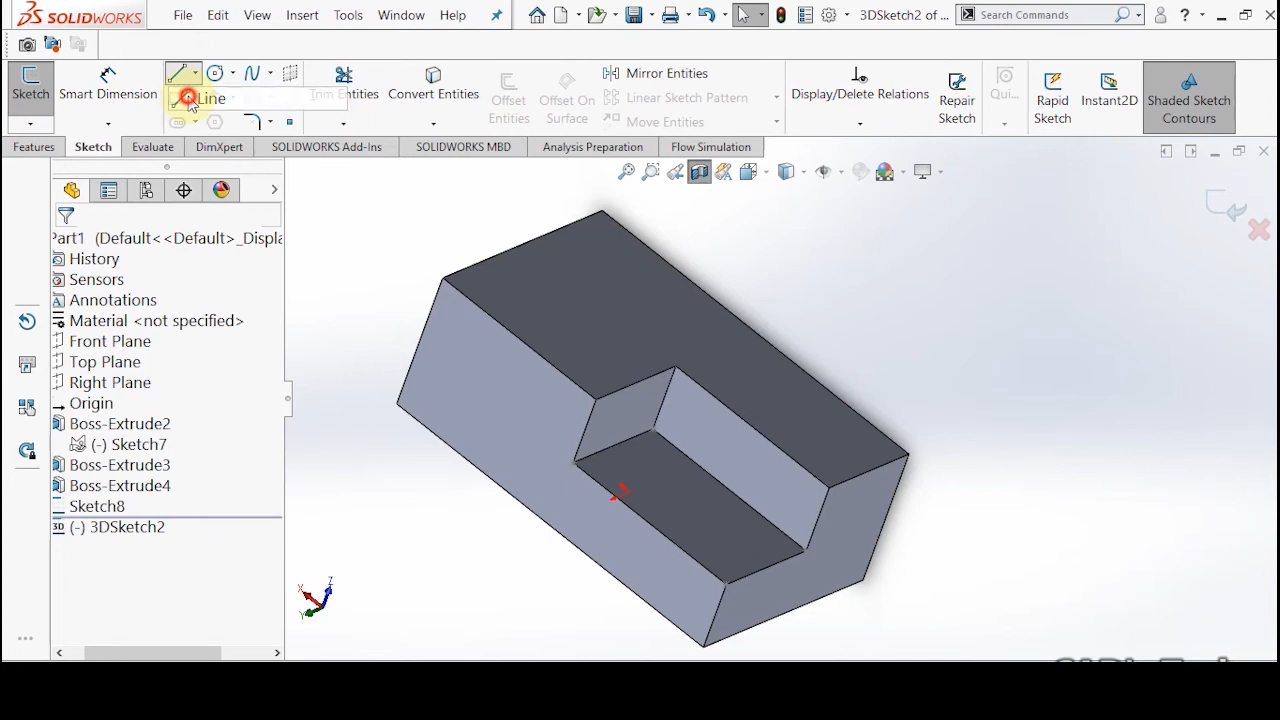 SOLIDWORKS File Edit View Insert Tools Window Help 3DSketch2 of ... Search Commands ?
Sketch Smart Dimension Line Trim Entities Convert Entities Offset Entities Offset On Surface Mirror Entities Linear Sketch Pattern Move Entities Display/Delete Relations Repair Sketch Qui... Rapid Sketch Instant2D Shaded Sketch Contours
Features Sketch Evaluate DimXpert SOLIDWORKS Add-Ins SOLIDWORKS MBD Analysis Preparation Flow Simulation
Part1 (Default<<Default>_Displa
History
Sensors
Annotations
Material <not specified>
Front Plane
Top Plane
Right Plane
Origin
Boss-Extrude2
(-) Sketch7
Boss-Extrude3
Boss-Extrude4
Sketch8
3D (-) 3DSketch2
X Z
Y